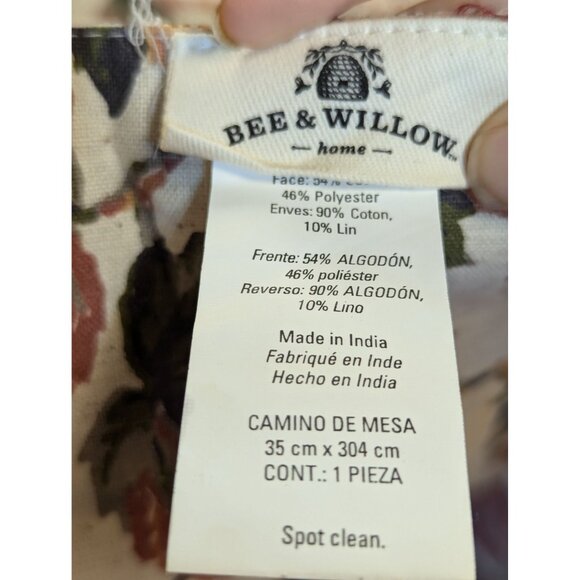 BEE & WILLOW™
home
Face: 54%
46% Polyester
Enves: 90% Coton,
10% Lin
Frente: 54% ALGODÓN,
46% poliéster
Reverso: 90% ALGODÓN,
10% Lino
Made in India
Fabriqué en Inde
Hecho en India
CAMINO DE MESA
35 cm x 304 cm
CONT.: 1 PIEZA
Spot clean.